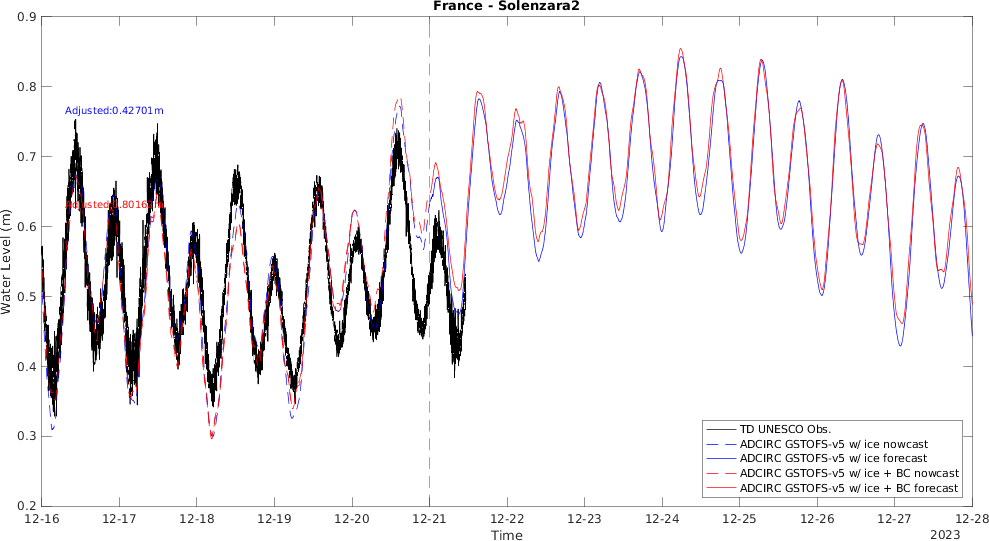 France - Solenzara2
Water Level (m)
0.9
0.8
0.7
0.6
0.5
0.4
0.3
0.2
Adjusted:0.42701m
12-16
12-17
12-18
12-19
12-20
12-21
12-22
12-23
12-24
12-25
12-26
12-27
12-28
Time
2023
TD UNESCO Obs.
ADCIRC GSTOFS-v5 w/ ice nowcast
ADCIRC GSTOFS-v5 w/ ice forecast
ADCIRC GSTOFS-v5 w/ ice + BC nowcast
ADCIRC GSTOFS-v5 w/ ice + BC forecast